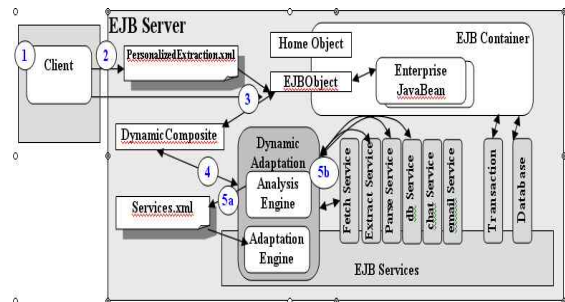 EJB Server
1
2
Client
PersonalizedExtraction.xml
Home Object
EJB Container
EJBObject
Enterprise
JavaBean
3
DynamicComposite
Dynamic
Adaptation
4
5a
5b
Analysis
Engine
Services.xml
Adaptation
Engine
Fetch Service
Extract Service
Parse Service
db Service
chat Service
email Service
Transaction
Database
EJB Services